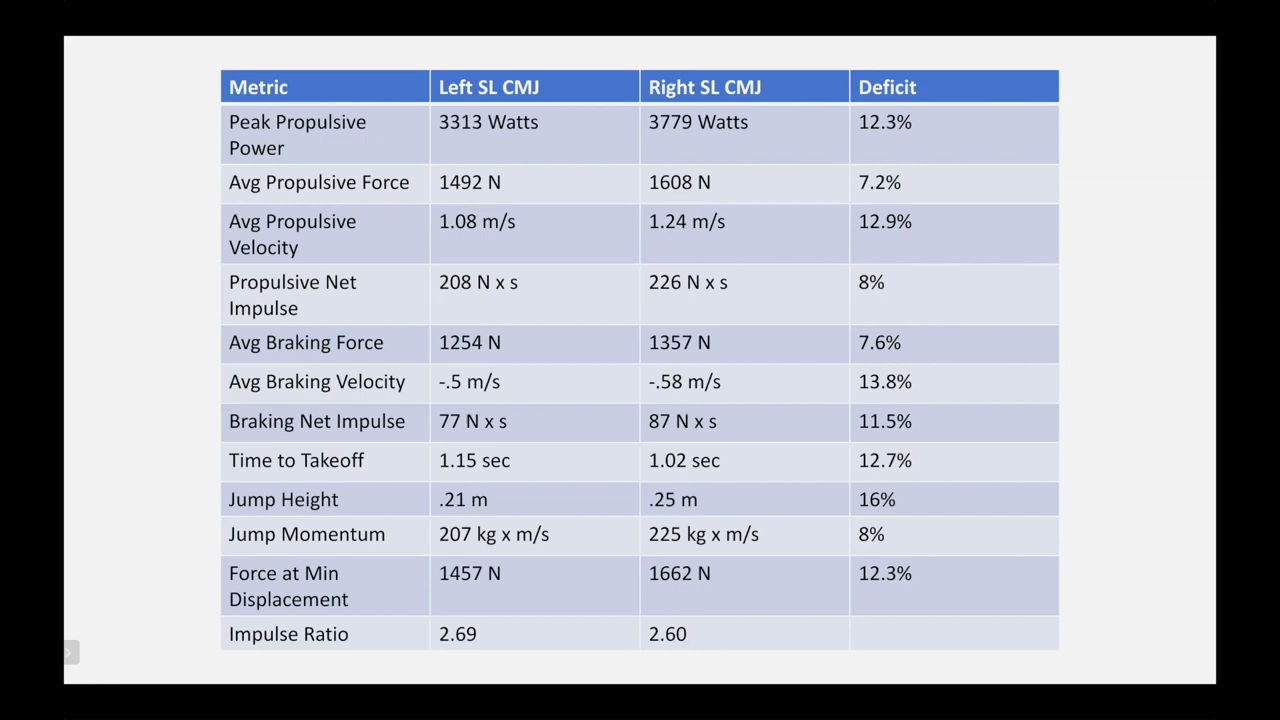 Metric Left SL CMJ Right SL CMJ Deficit
Peak Propulsive Power 3313 Watts 3779 Watts 12.3%
Avg Propulsive Force 1492 N 1608 N 7.2%
Avg Propulsive Velocity 1.08 m/s 1.24 m/s 12.9%
Propulsive Net Impulse 208 N x s 226 N x s 8%
Avg Braking Force 1254 N 1357 N 7.6%
Avg Braking Velocity -.5 m/s -.58 m/s 13.8%
Braking Net Impulse 77 N x s 87 N x s 11.5%
Time to Takeoff 1.15 sec 1.02 sec 12.7%
Jump Height .21 m .25 m 16%
Jump Momentum 207 kg x m/s 225 kg x m/s 8%
Force at Min Displacement 1457 N 1662 N 12.3%
Impulse Ratio 2.69 2.60